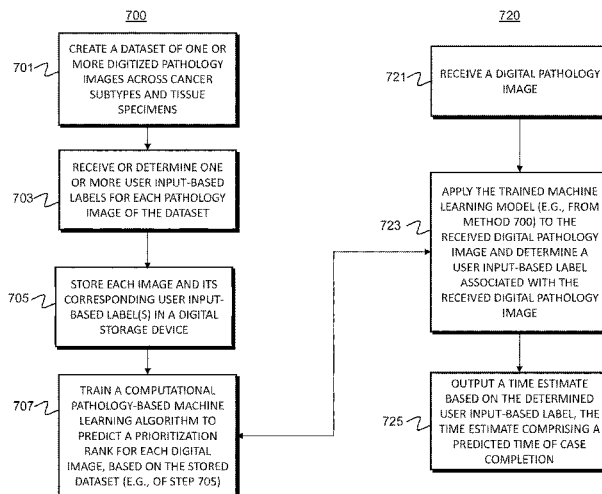 700
701
CREATE A DATASET OF ONE OR
MORE DIGITIZED PATHOLOGY
IMAGES ACROSS CANCER
SUBTYPES AND TISSUE
SPECIMENS
703
RECEIVE OR DETERMINE ONE
OR MORE USER INPUT-BASED
LABELS FOR EACH PATHOLOGY
IMAGE OF THE DATASET
705
STORE EACH IMAGE AND ITS
CORRESPONDING USER INPUT-
BASED LABEL(S) IN A DIGITAL
STORAGE DEVICE
707
TRAIN A COMPUTATIONAL
PATHOLOGY-BASED MACHINE
LEARNING ALGORITHM TO
PREDICT A PRIORITIZATION
RANK FOR EACH DIGITAL
IMAGE, BASED ON THE STORED
DATASET (E.G., OF STEP 705)
720
721
RECEIVE A DIGITAL PATHOLOGY
IMAGE
723
APPLY THE TRAINED MACHINE
LEARNING MODEL (E.G., FROM
METHOD 700) TO THE
RECEIVED DIGITAL PATHOLOGY
IMAGE AND DETERMINE A
USER INPUT-BASED LABEL
ASSOCIATED WITH THE
RECEIVED DIGITAL PATHOLOGY
IMAGE
725
OUTPUT A TIME ESTIMATE
BASED ON THE DETERMINED
USER INPUT-BASED LABEL, THE
TIME ESTIMATE COMPRISING A
PREDICTED TIME OF CASE
COMPLETION